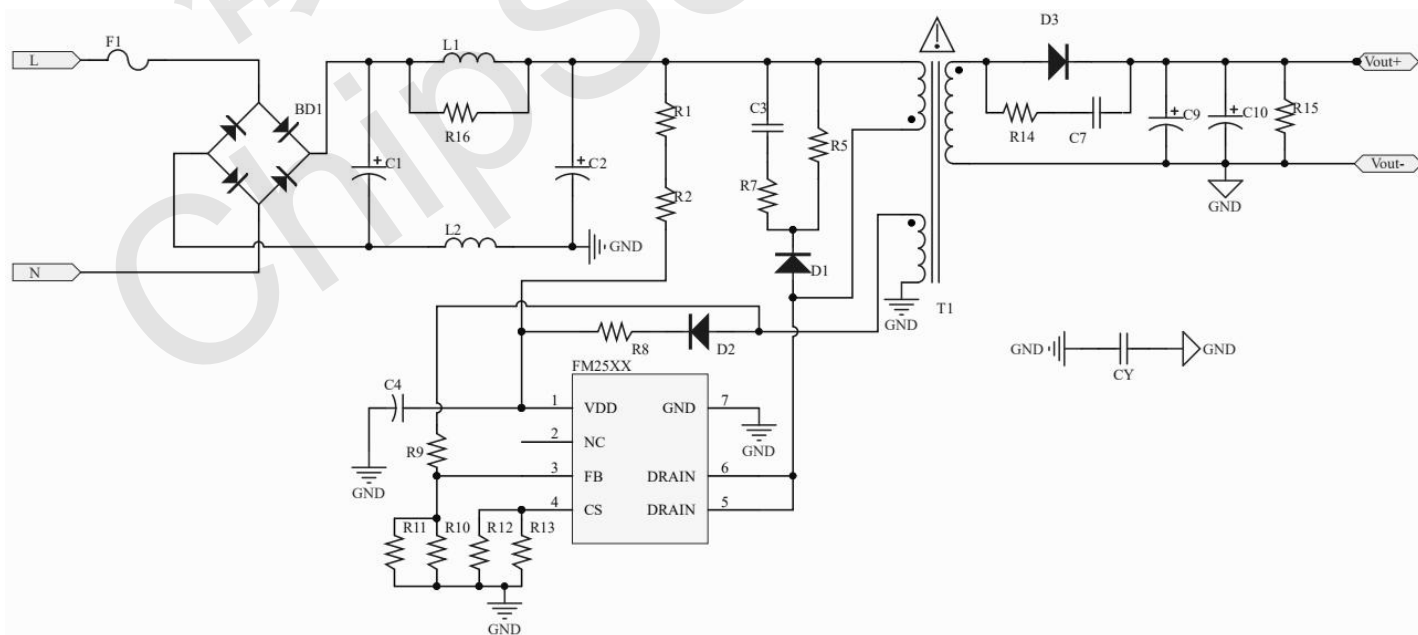 F1
L
BD1
N
C1
L1
R16
C2
L2
GND
R1
R2
C3
R5
R7
D1
T1
GND
D3
R14
C7
C9
C10
R15
Vout+
Vout-
GND
GND
CY
GND
R8
D2
FM25XX
C4
GND
1
VDD
2
NC
3
FB
4
CS
GND
7
GND
DRAIN
6
DRAIN
5
R9
R11
R10
R12
R13
GND